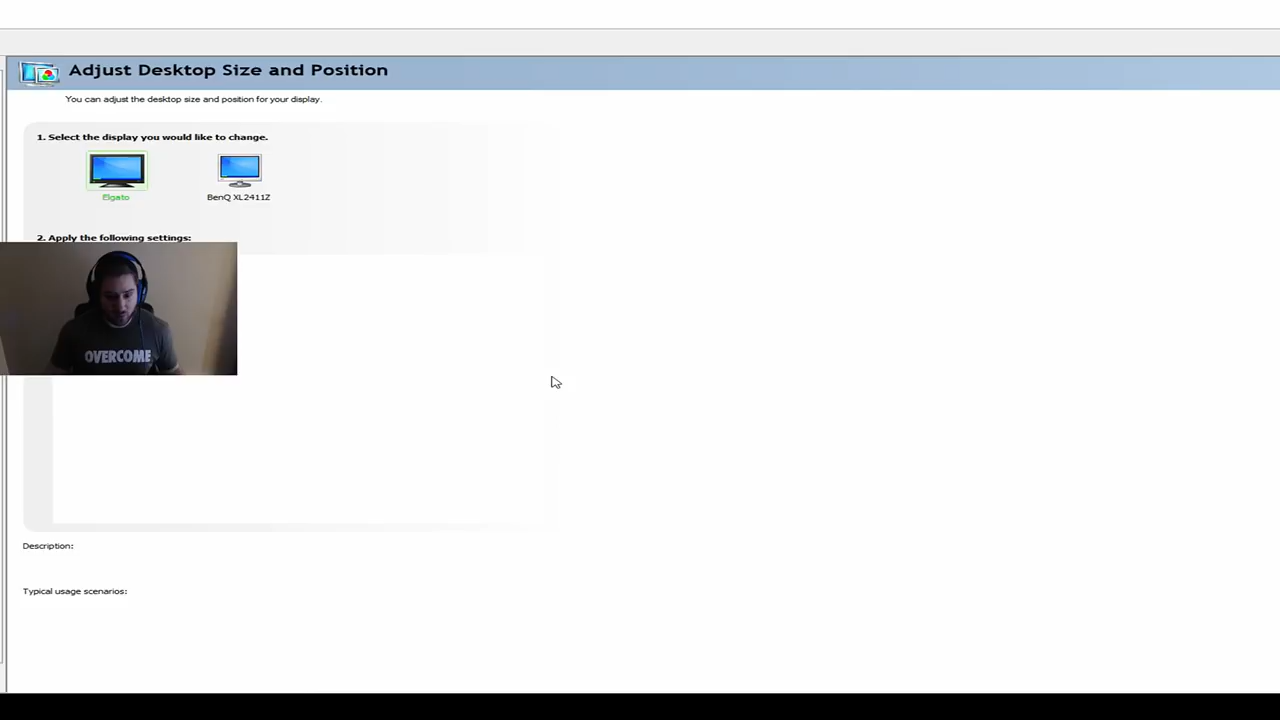 Adjust Desktop Size and Position
You can adjust the desktop size and position for your display.
1. Select the display you would like to change.
Elgato
BenQ XL2411Z
2. Apply the following settings:
OVERCOME
Description:
Typical usage scenarios: